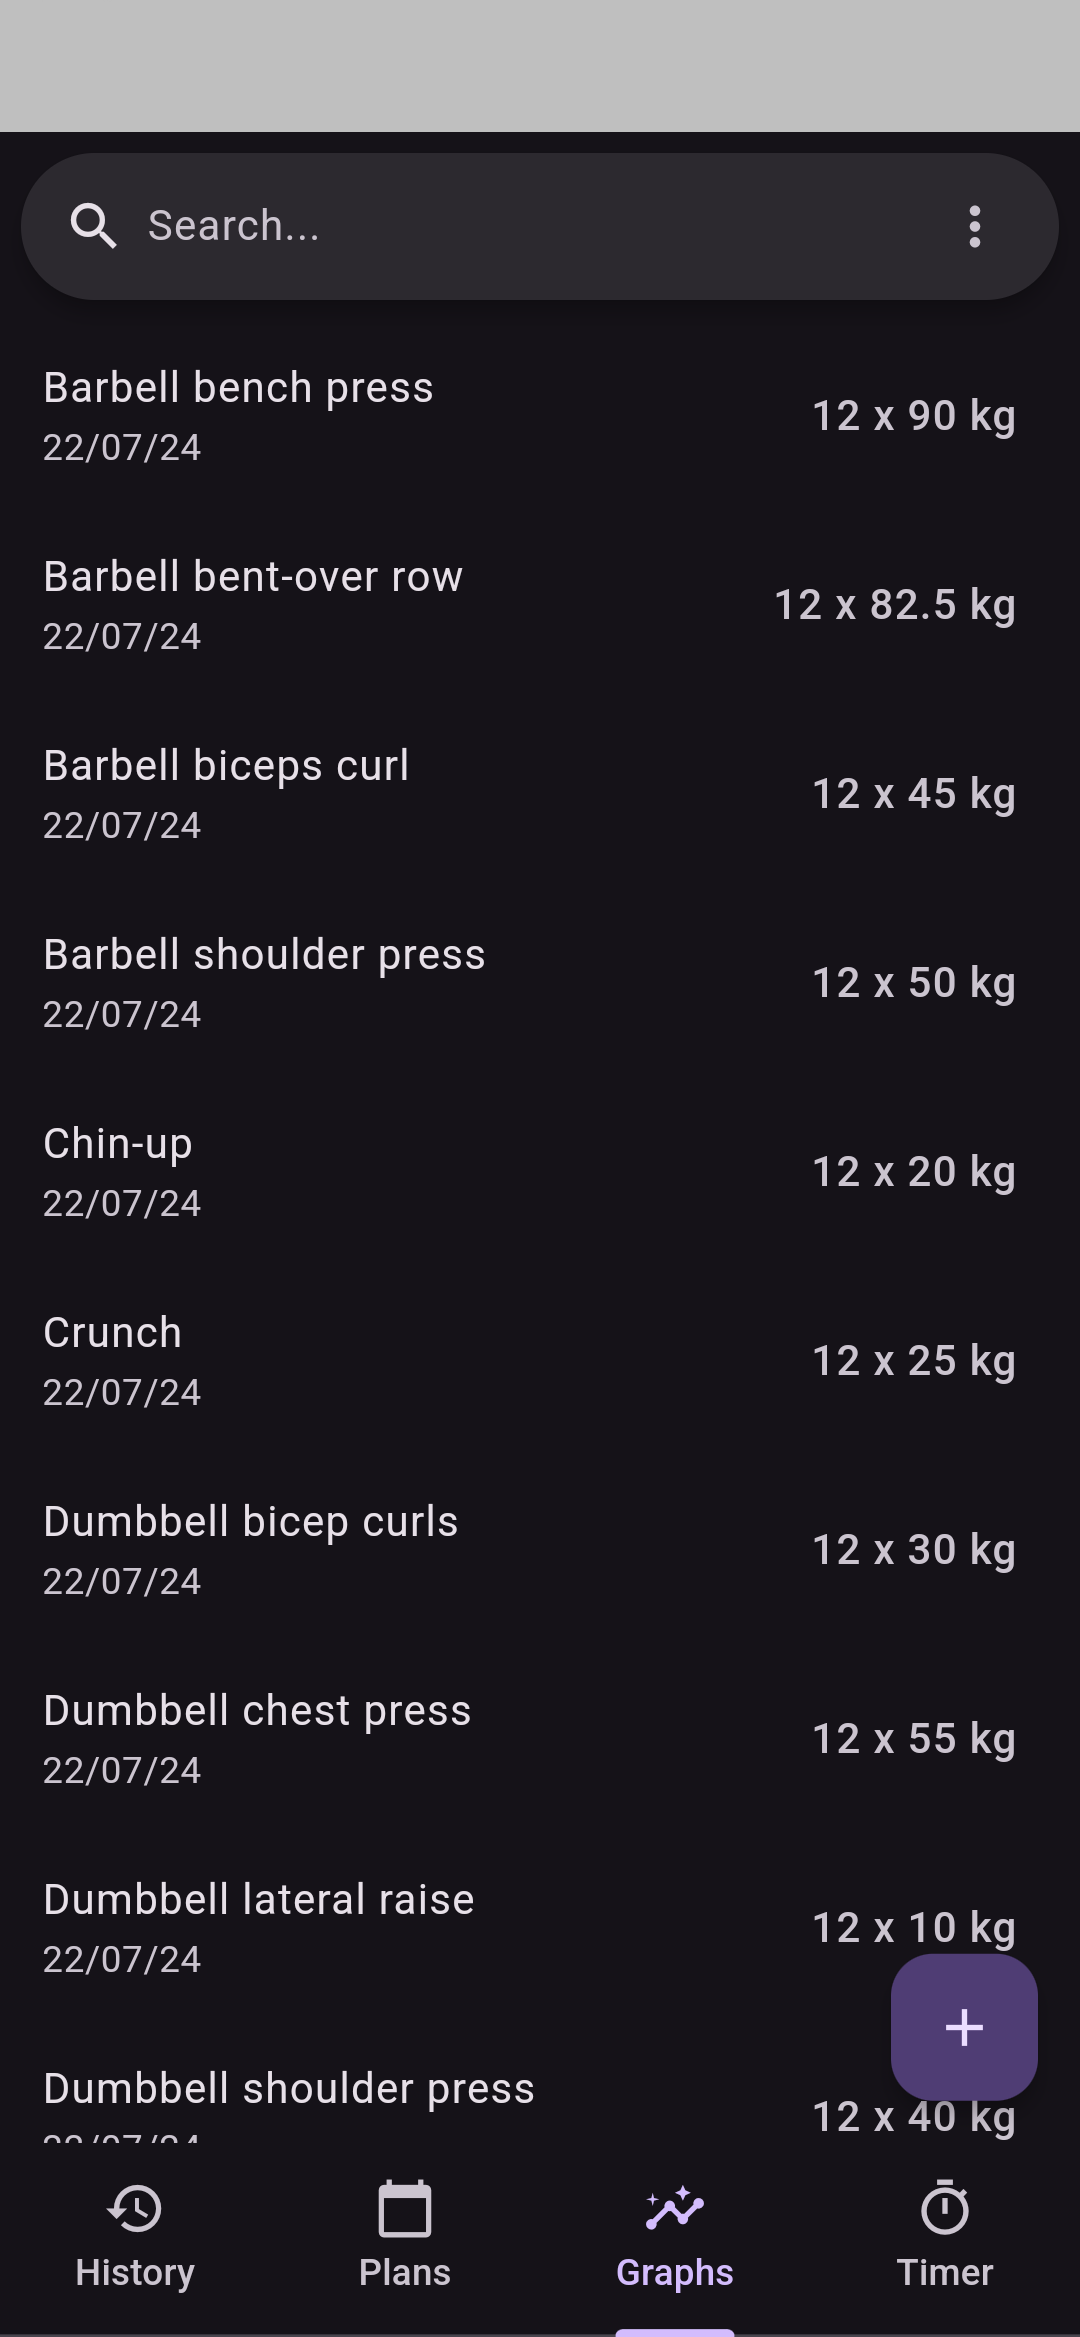 Search...
Barbell bench press
22/07/24
12 x 90 kg
Barbell bent-over row
22/07/24
12 x 82.5 kg
Barbell biceps curl
22/07/24
12 x 45 kg
Barbell shoulder press
22/07/24
12 x 50 kg
Chin-up
22/07/24
12 x 20 kg
Crunch
22/07/24
12 x 25 kg
Dumbbell bicep curls
22/07/24
12 x 30 kg
Dumbbell chest press
22/07/24
12 x 55 kg
Dumbbell lateral raise
22/07/24
12 x 10 kg
Dumbbell shoulder press
12 x 40 kg
History
Plans
Graphs
Timer